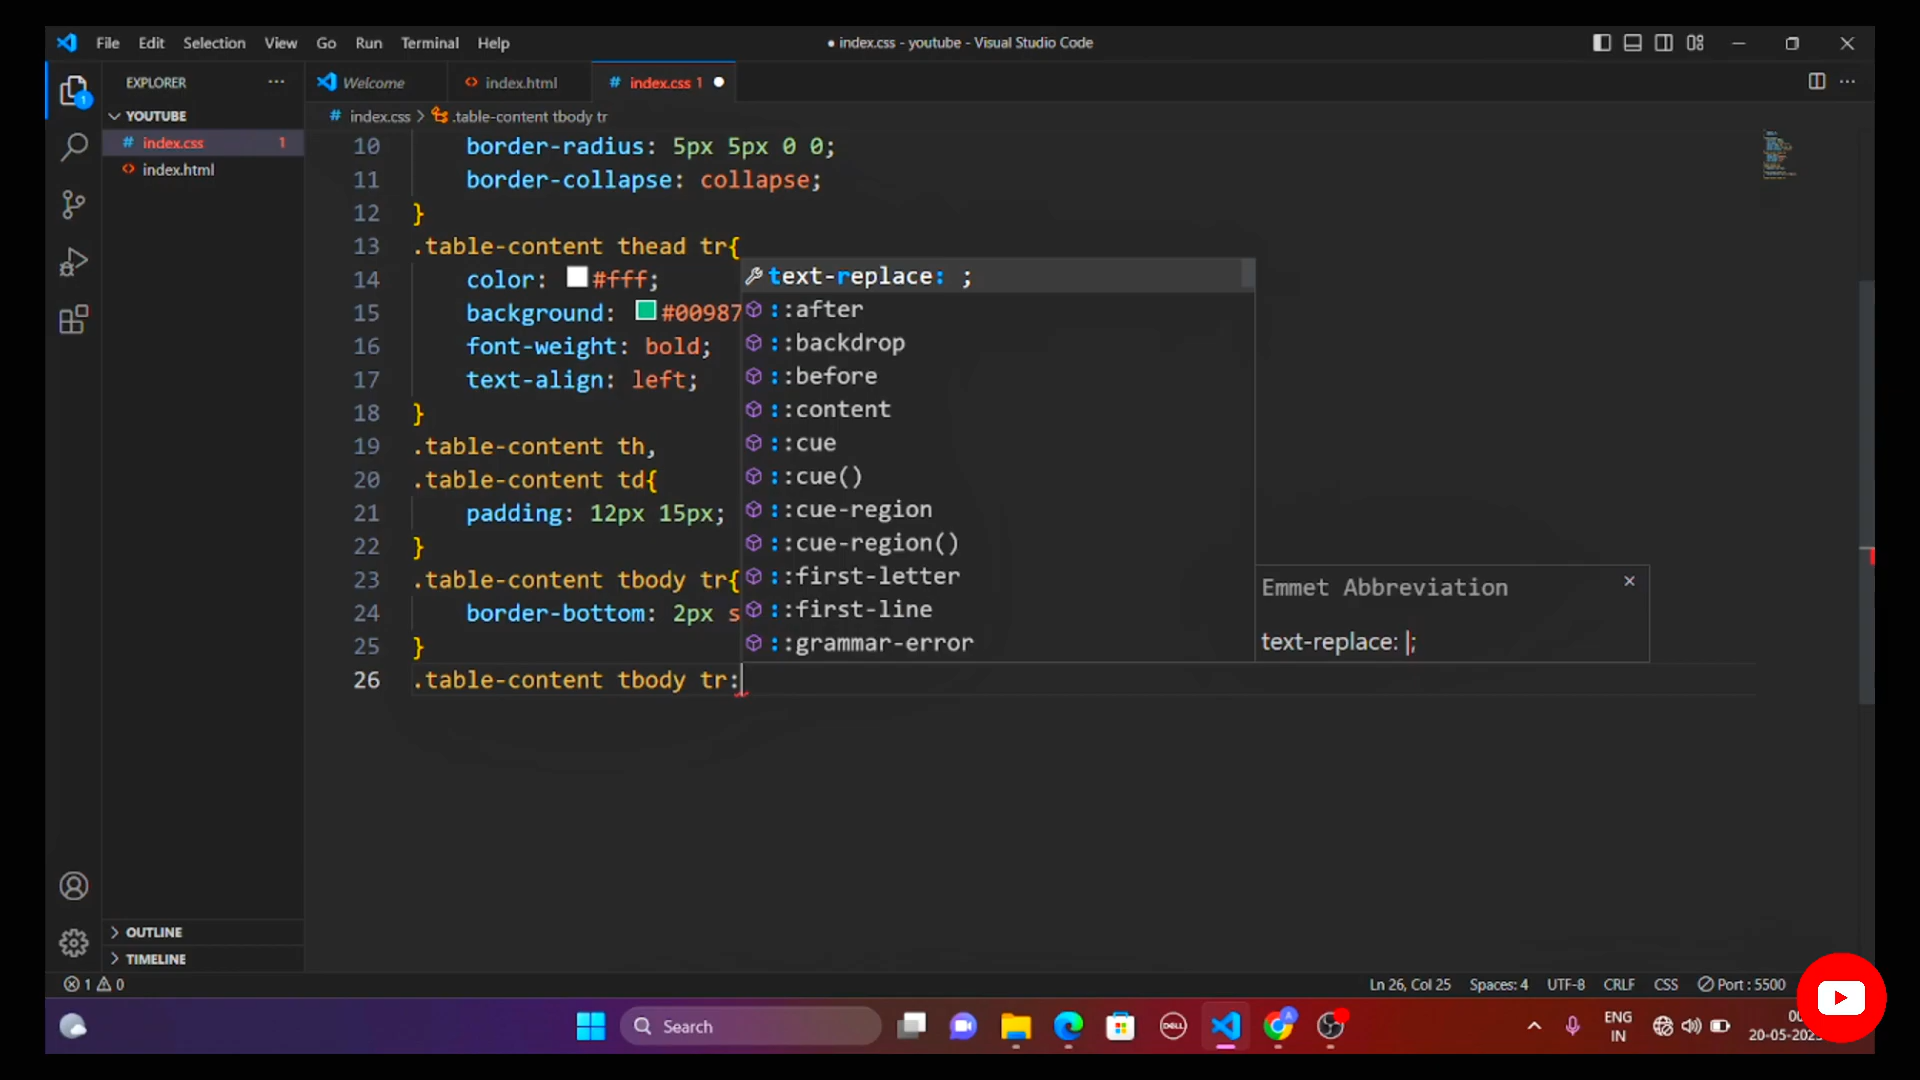 File Edit Selection View Go Run Terminal Help
● index.css - youtube - Visual Studio Code
EXPLORER
Welcome
index.html
# index.css 1
YOUTUBE
# index.css 1
index.html
# index.css > .table-content tbody tr
10 border-radius: 5px 5px 0 0;
11 border-collapse: collapse;
12 }
13 .table-content thead tr{
14 color: #fff;
15 background: #00987
16 font-weight: bold;
17 text-align: left;
18 }
19 .table-content th,
20 .table-content td{
21 padding: 12px 15px;
22 }
23 .table-content tbody tr{
24 border-bottom: 2px s
25 }
26 .table-content tbody tr:
text-replace: ;
::after
::backdrop
::before
::content
::cue
::cue()
::cue-region
::cue-region()
::first-letter
::first-line
::grammar-error
Emmet Abbreviation
text-replace: |;
1
OUTLINE
TIMELINE
1 0
Ln 26, Col 25 Spaces: 4 UTF-8 CRLF CSS Port : 5500
Search
DELL
ENG
IN
20-05-202